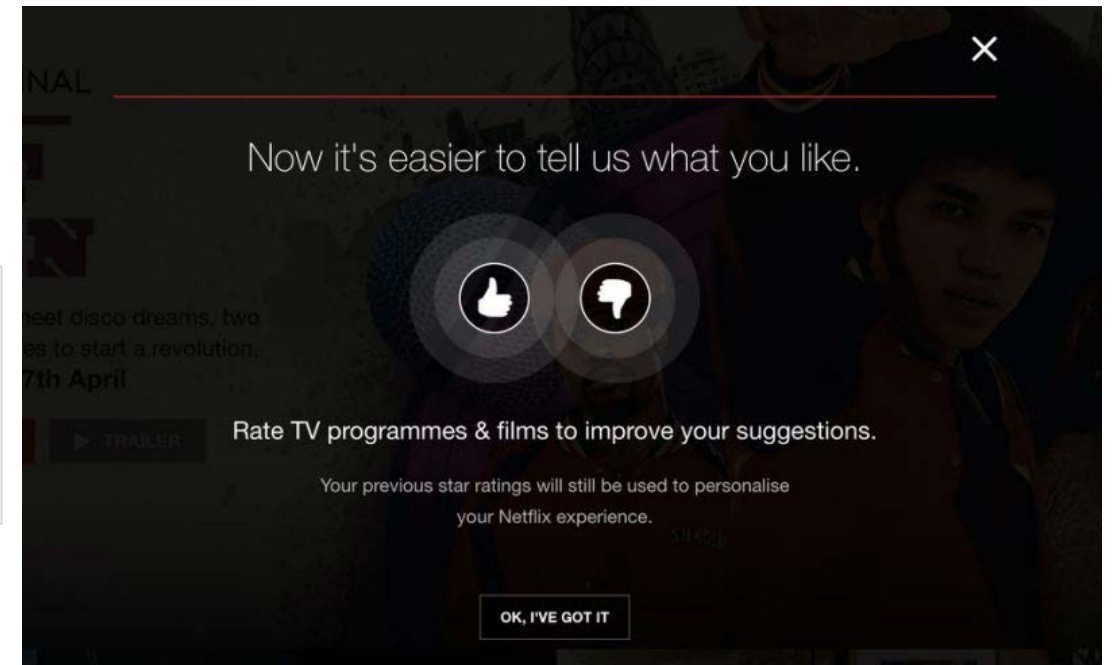 NAL
Now it's easier to tell us what you like.
neet disco dreams, two
es to start a revolution.
7th April
TRAILER
Rate TV programmes & films to improve your suggestions.
Your previous star ratings will still be used to personalise
your Netflix experience.
OK, I'VE GOT IT